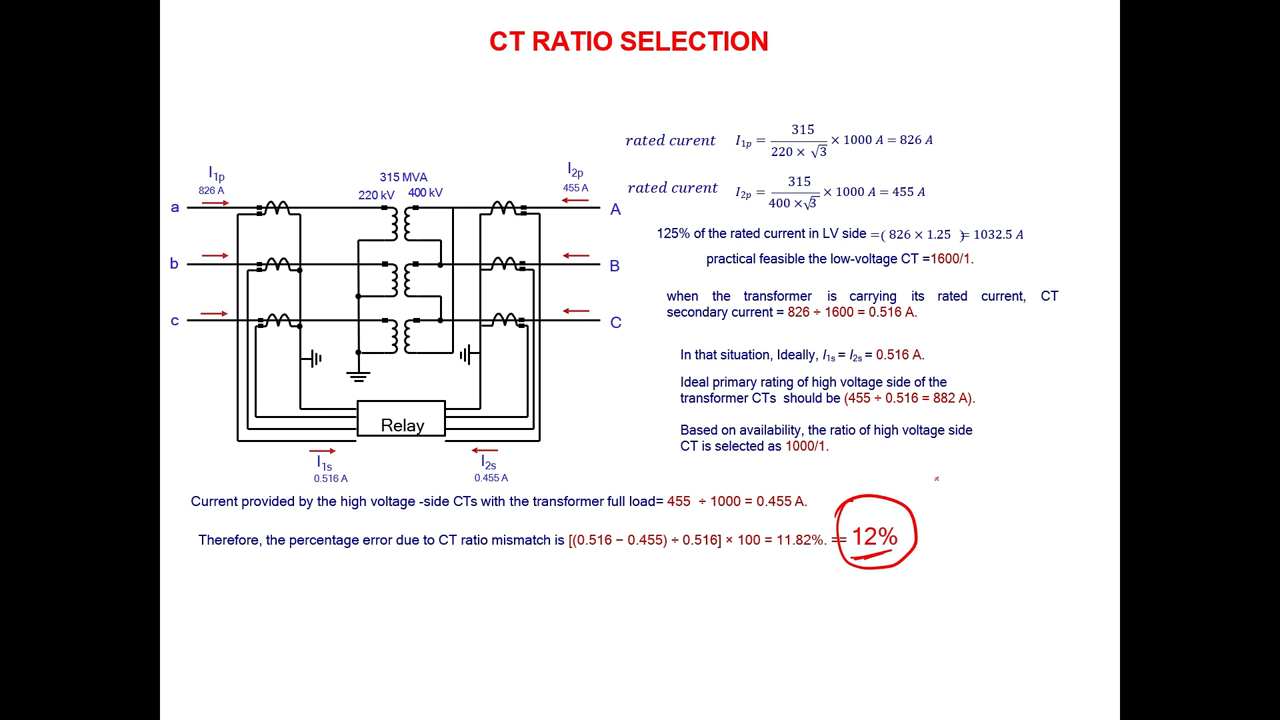 CT RATIO SELECTION
rated curent I1p = 315 / 220 × √3 × 1000 A = 826 A
rated curent I2p = 315 / 400 ×√3 × 1000 A = 455 A
125% of the rated current in LV side =( 826 × 1.25 )= 1032.5 A
practical feasible the low-voltage CT =1600/1.
when the transformer is carrying its rated current, CT
secondary current = 826 ÷ 1600 = 0.516 A.
In that situation, Ideally, I1s = I2s = 0.516 A.
Ideal primary rating of high voltage side of the
transformer CTs should be (455 ÷ 0.516 = 882 A).
Based on availability, the ratio of high voltage side
CT is selected as 1000/1.
I1p
826 A
315 MVA
220 kV 400 kV
I2p
455 A
a
A
b
B
c
C
Relay
I1s
0.516 A
I2s
0.455 A
Current provided by the high voltage -side CTs with the transformer full load= 455 ÷ 1000 = 0.455 A.
Therefore, the percentage error due to CT ratio mismatch is [(0.516 − 0.455) ÷ 0.516] × 100 = 11.82%. == 12%